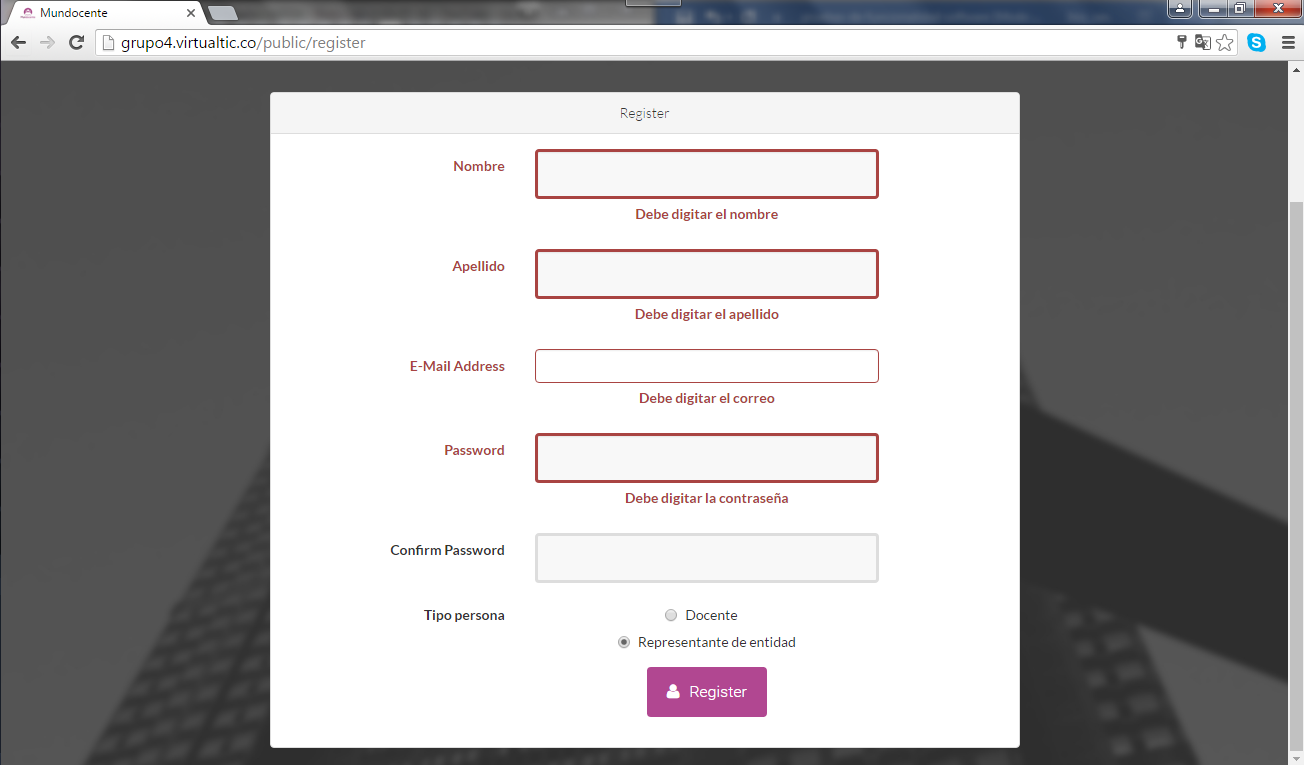 Mundocente
grupo4.virtualtic.co/public/register
Register
Nombre
Debe digitar el nombre
Apellido
Debe digitar el apellido
E-Mail Address
Debe digitar el correo
Password
Debe digitar la contraseña
Confirm Password
Tipo persona
Docente
Representante de entidad
Register